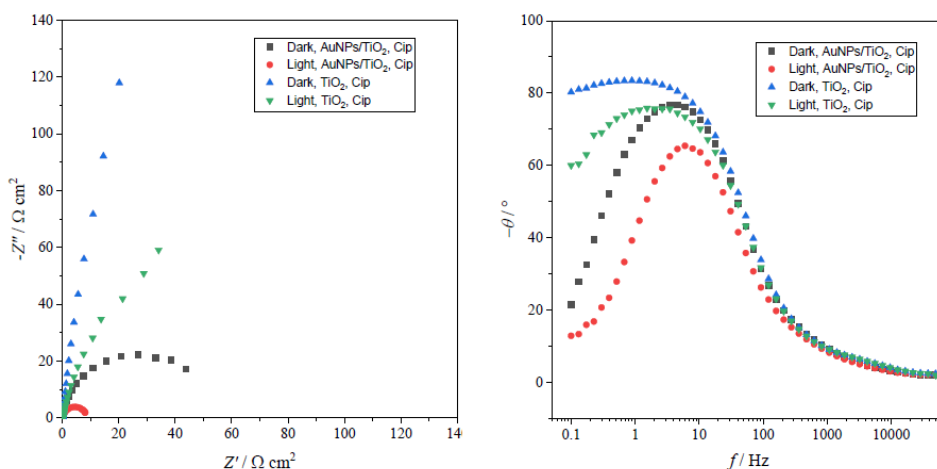 140
120
100
80
60
40
20
0
-Z″ / Ω cm²
0 20 40 60 80 100 120 14
Z′ / Ω cm²
Dark, AuNPs/TiO₂, Cip
Light, AuNPs/TiO₂, Cip
Dark, TiO₂, Cip
Light, TiO₂, Cip
100
80
60
40
20
0
−θ / °
0.1 1 10 100 1000 10000
f / Hz
Dark, AuNPs/TiO₂, Cip
Light, AuNPs/TiO₂, Cip
Dark, TiO₂, Cip
Light, TiO₂, Cip